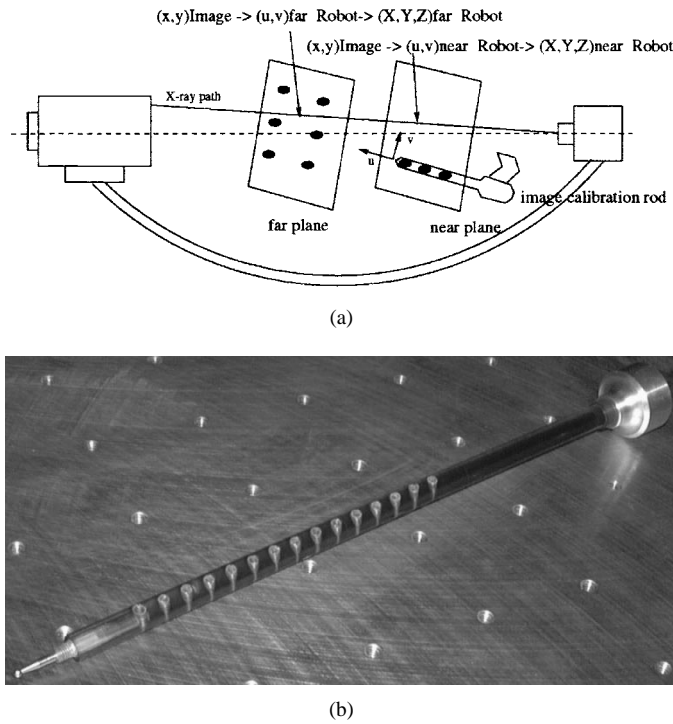 (x,y)Image -> (u,v)far Robot-> (X,Y,Z)far Robot
(x,y)Image -> (u,v)near Robot-> (X,Y,Z)near Robot
X-ray path
v
u
image calibration rod
far plane
near plane
(a)
(b)